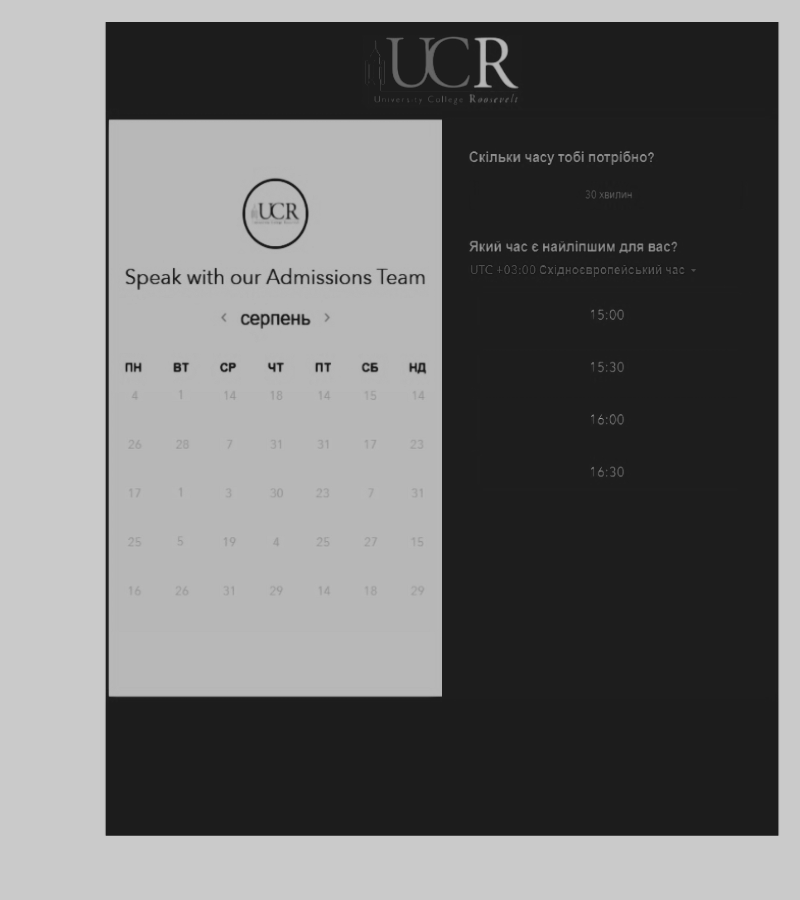 UCR
University College Roosevelt
UCR
Speak with our Admissions Team
‹ серпень ›
ПН ВТ СР ЧТ ПТ СБ НД
4 1 14 18 14 15 14
26 28 7 31 31 17 23
17 1 3 30 23 7 31
25 5 19 4 25 27 15
16 26 31 29 14 18 29
Скільки часу тобі потрібно?
30 хвилин
Який час є найліпшим для вас?
UTC +03:00 Східноєвропейський час
15:00
15:30
16:00
16:30